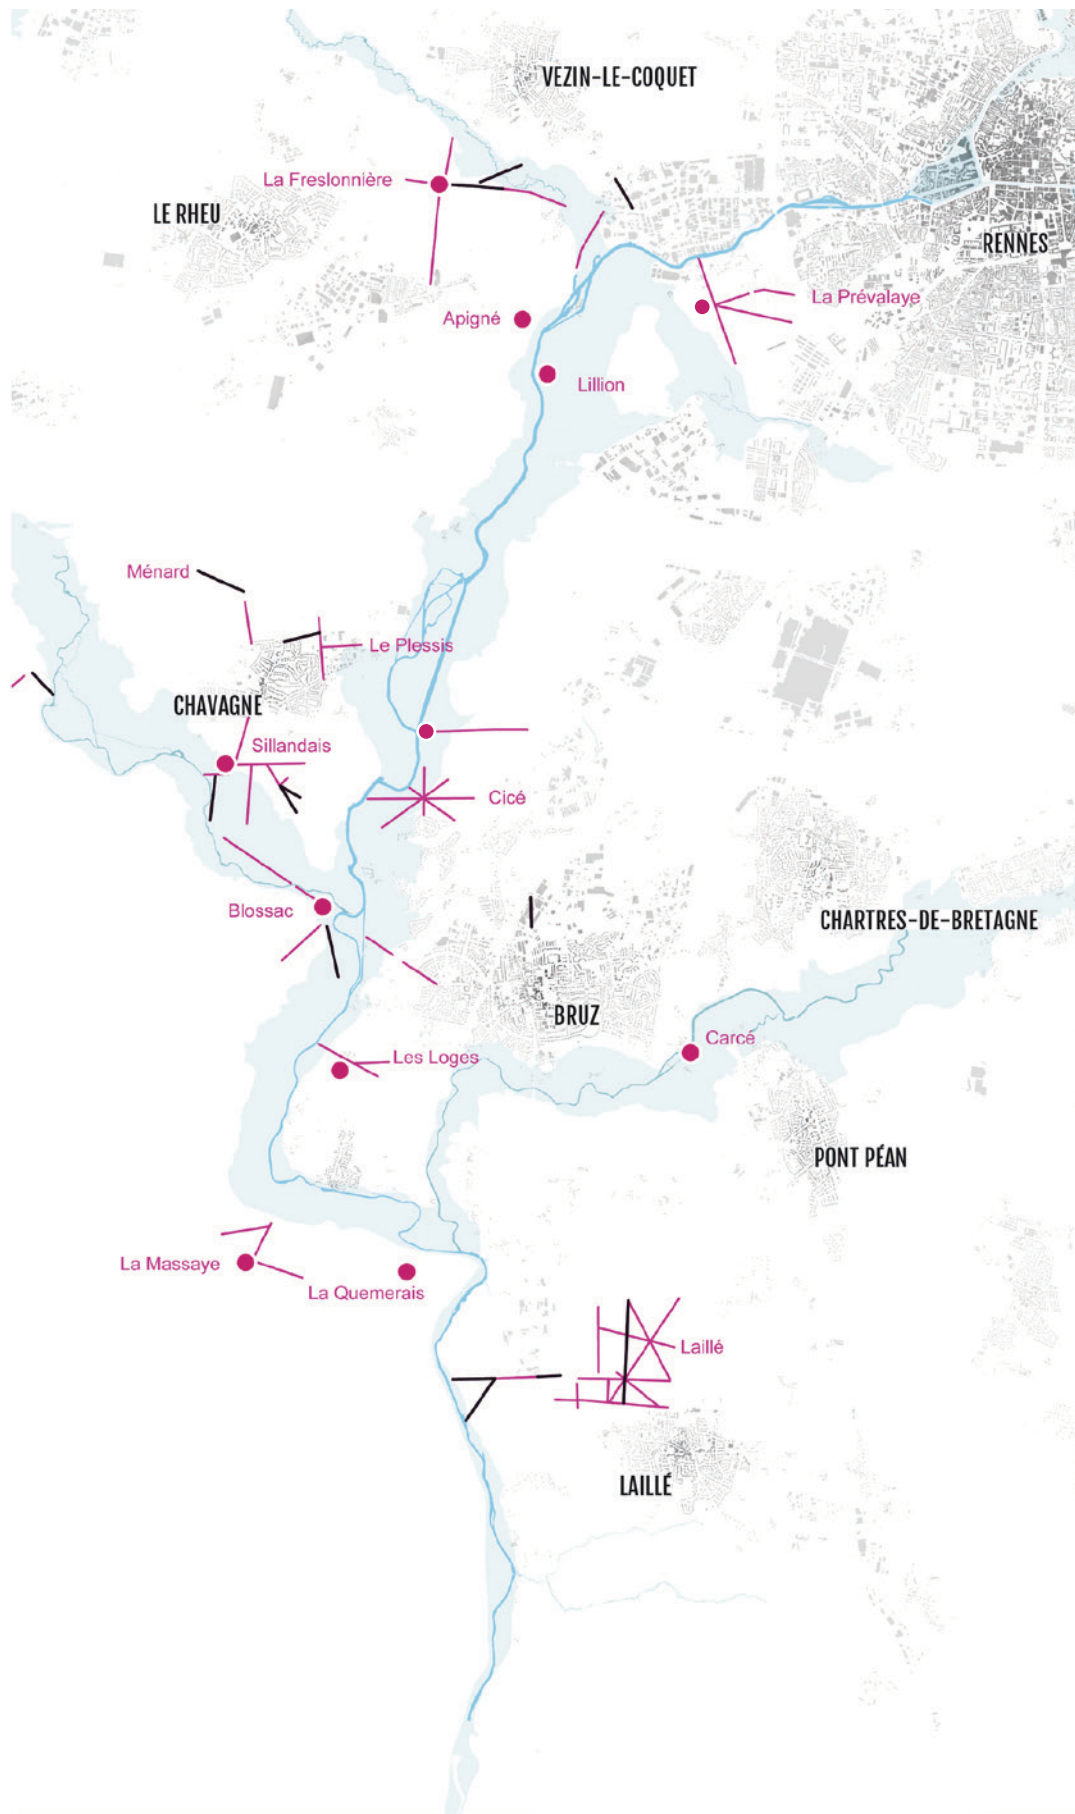 VEZIN-LE-COQUET
La Freslonnière
LE RHEU
RENNES
La Prévalaye
Apigné
Lillion
Ménard
Le Plessis
CHAVAGNE
Sillandais
Cicé
Blossac
CHARTRES-DE-BRETAGNE
BRUZ
Carcé
Les Loges
PONT PÉAN
La Massaye
La Quemerais
Laillé
LAILLÉ